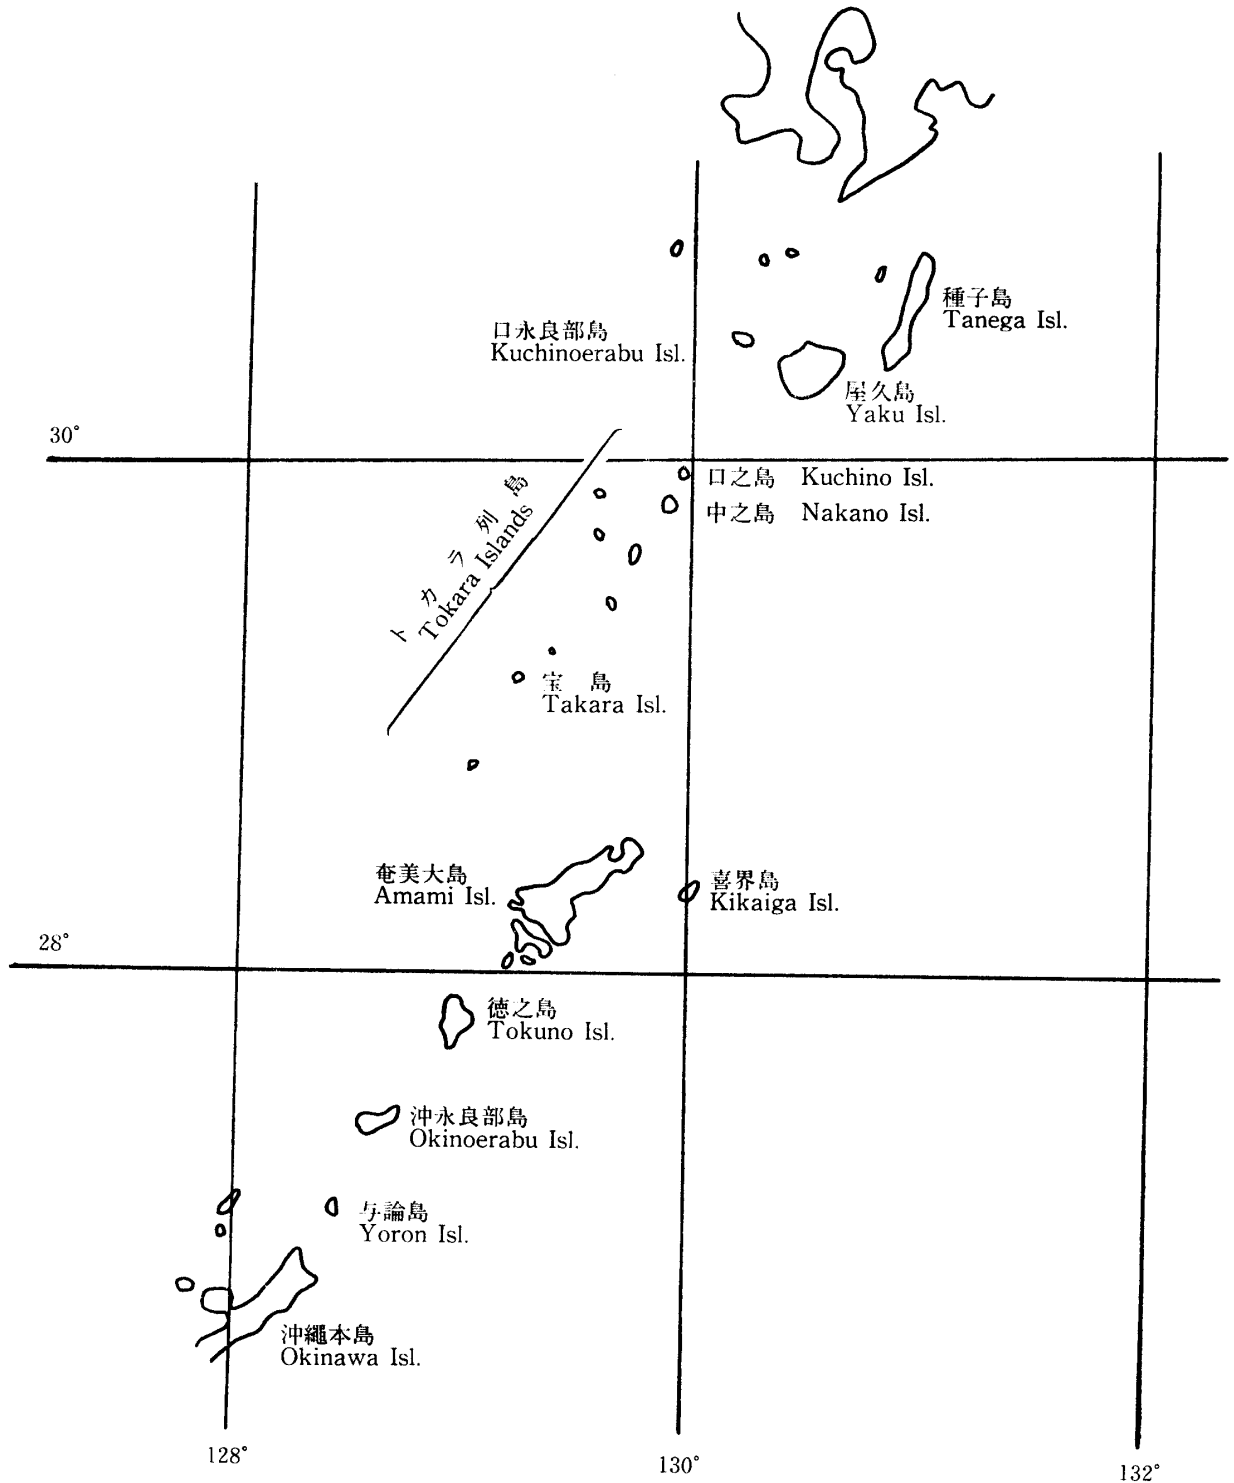 種子島
Tanega Isl.
口永良部島
Kuchinoerabu Isl.
屋久島
Yaku Isl.
30°
口之島 Kuchino Isl.
中之島 Nakano Isl.
トカラ列島
Tokara Islands
宝島
Takara Isl.
奄美大島
Amami Isl.
喜界島
Kikaiga Isl.
28°
徳之島
Tokuno Isl.
沖永良部島
Okinoerabu Isl.
与論島
Yoron Isl.
沖繩本島
Okinawa Isl.
128°
130°
132°